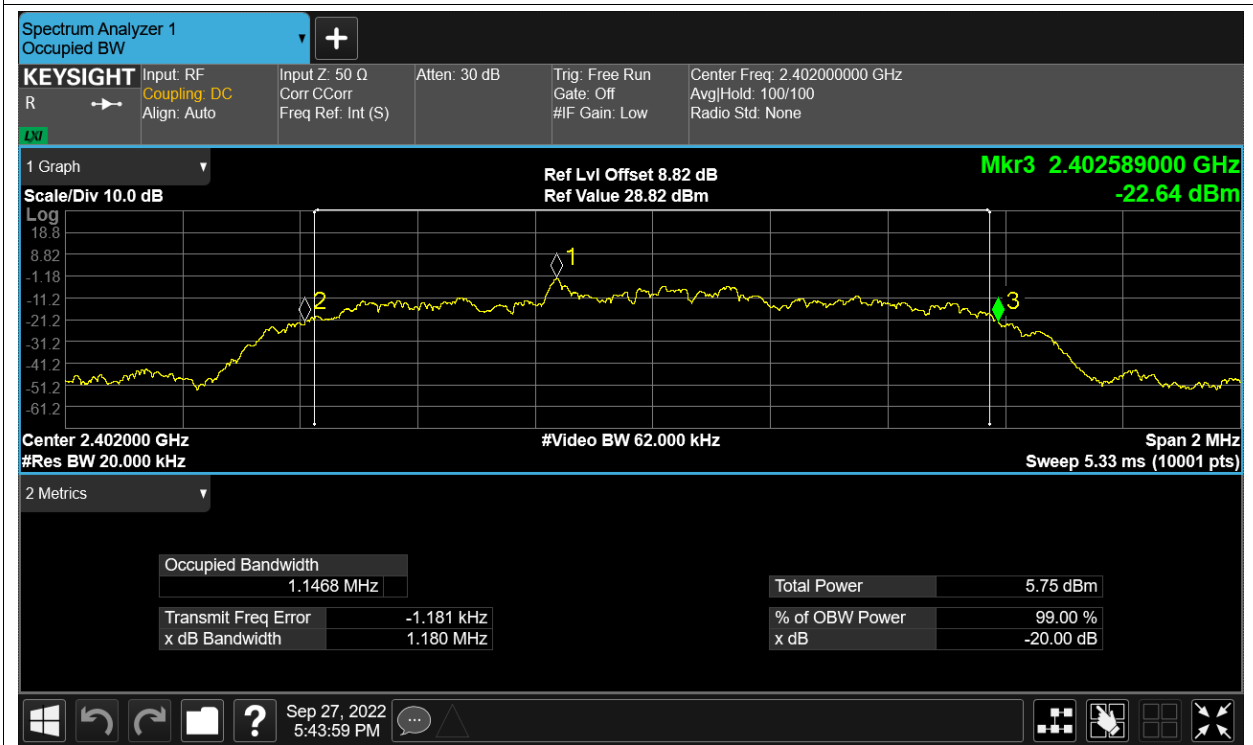 Spectrum Analyzer 1
Occupied BW
KEYSIGHT
R
LXI
Input: RF
Coupling: DC
Align: Auto
Input Z: 50 Ω
Corr CCorr
Freq Ref: Int (S)
Atten: 30 dB
Trig: Free Run
Gate: Off
#IF Gain: Low
Center Freq: 2.402000000 GHz
Avg|Hold: 100/100
Radio Std: None
1 Graph
Scale/Div 10.0 dB
Ref Lvl Offset 8.82 dB
Ref Value 28.82 dBm
Mkr3 2.402589000 GHz
-22.64 dBm
Log
18.8
8.82
-1.18
-11.2
-21.2
-31.2
-41.2
-51.2
-61.2
1
2
3
Center 2.402000 GHz
#Res BW 20.000 kHz
#Video BW 62.000 kHz
Span 2 MHz
Sweep 5.33 ms (10001 pts)
2 Metrics
Occupied Bandwidth
1.1468 MHz
Transmit Freq Error -1.181 kHz
x dB Bandwidth 1.180 MHz
Total Power 5.75 dBm
% of OBW Power 99.00 %
x dB -20.00 dB
?
Sep 27, 2022
5:43:59 PM